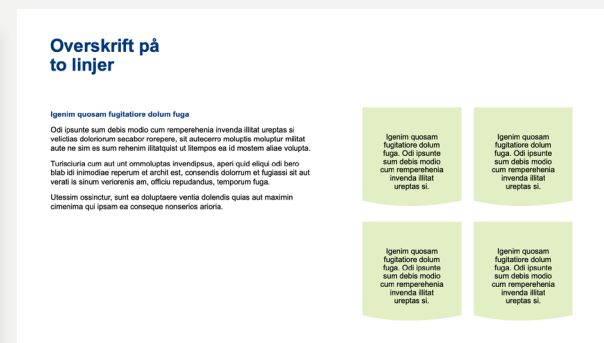 Overskrift på
to linjer
Igenim quosam fugitatiore dolum fuga
Odi ipsunte sum debis modio cum remperehenia invenda illitat ureptas si
velictias doloriorum secabor rorepere, sit autecerro moluptis moluptur militat
aute ne sim es sum rehenim illitatquist ut litempos ea id mostem aliae volupta.
Turisciuria cum aut unt ommoluptas invendipsus, aperi quid eliqui odi bero
blab idi inimodiae reperum et archit est, consendis dolorrum et fugiassi sit aut
verati is sinum veriorenis am, officiu repudandus, temporum fuga.
Utessim ossinctur, sunt ea doluptaere ventia dolendis quias aut maximin
cimenima qui ipsam ea conseque nonserios arioria.
Igenim quosam
fugitatiore dolum
fuga. Odi ipsunte
sum debis modio
cum remperehenia
invenda illitat
ureptas si.
Igenim quosam
fugitatiore dolum
fuga. Odi ipsunte
sum debis modio
cum remperehenia
invenda illitat
ureptas si.
Igenim quosam
fugitatiore dolum
fuga. Odi ipsunte
sum debis modio
cum remperehenia
invenda illitat
ureptas si.
Igenim quosam
fugitatiore dolum
fuga. Odi ipsunte
sum debis modio
cum remperehenia
invenda illitat
ureptas si.